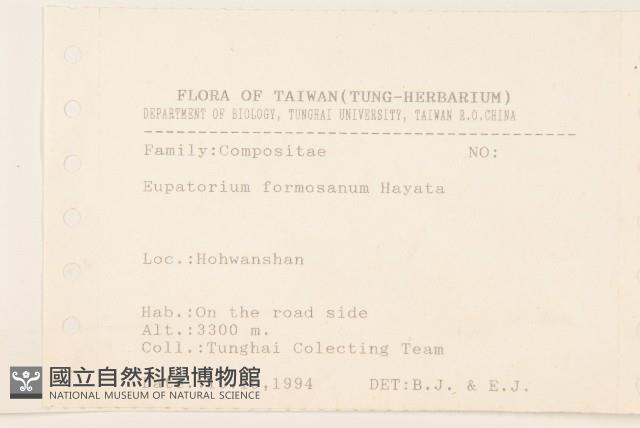 FLORA OF TAIWAN(TUNG-HERBARIUM)
DEPARTMENT OF BIOLOGY, TUNGHAI UNIVERSITY, TAIWAN R.O.CHINA
Family:Compositae NO:
Eupatorium formosanum Hayata
Loc.:Hohwanshan
Hab.:On the road side
Alt.:3300 m.
Coll.:Tunghai Colecting Team
1994 DET:B.J. & E.J.
國立自然科學博物館
NATIONAL MUSEUM OF NATURAL SCIENCE